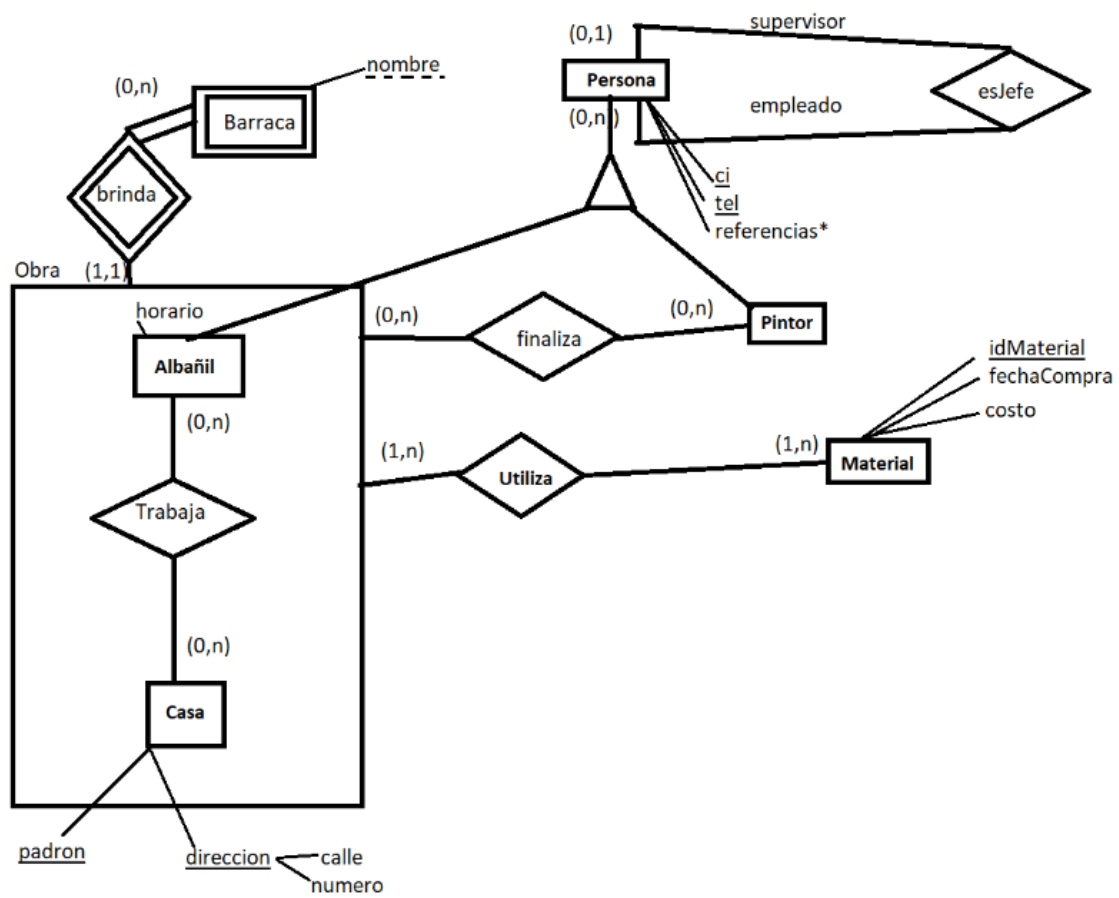 supervisor
(0,1)
nombre
(0,n)
Persona
esJefe
Barraca
empleado
(0,n)
ci
brinda
tel
referencias*
Obra
(1,1)
horario
(0,n)
(0,n)
Pintor
finaliza
idMaterial
Albañil
fechaCompra
costo
(0,n)
(1,n)
(1,n)
Material
Utiliza
Trabaja
(0,n)
Casa
padron
direccion
calle
numero